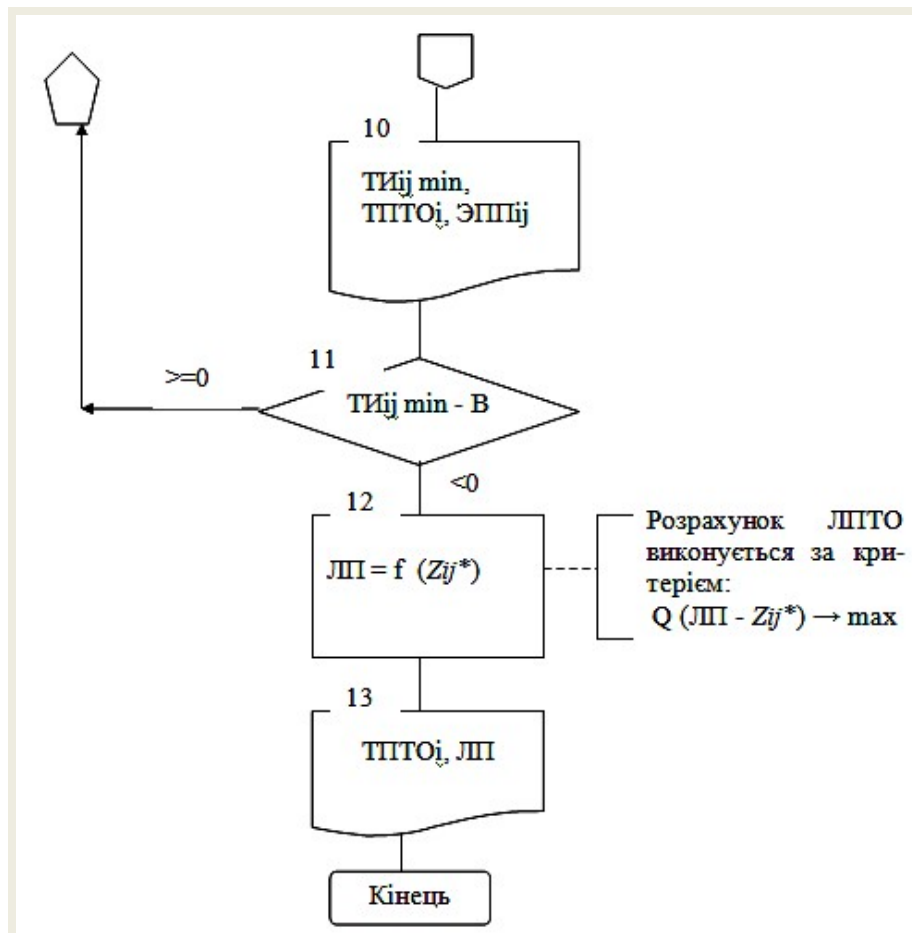 10
ТИij min,
ТПТОi, ЭППij
11
>=0
ТИij min - В
<0
12
ЛП = f (Zij*)
Розрахунок ЛПТО
виконується за кри-
терієм:
Q (ЛП - Zij*) → max
13
ТПТОi, ЛП
Кінець